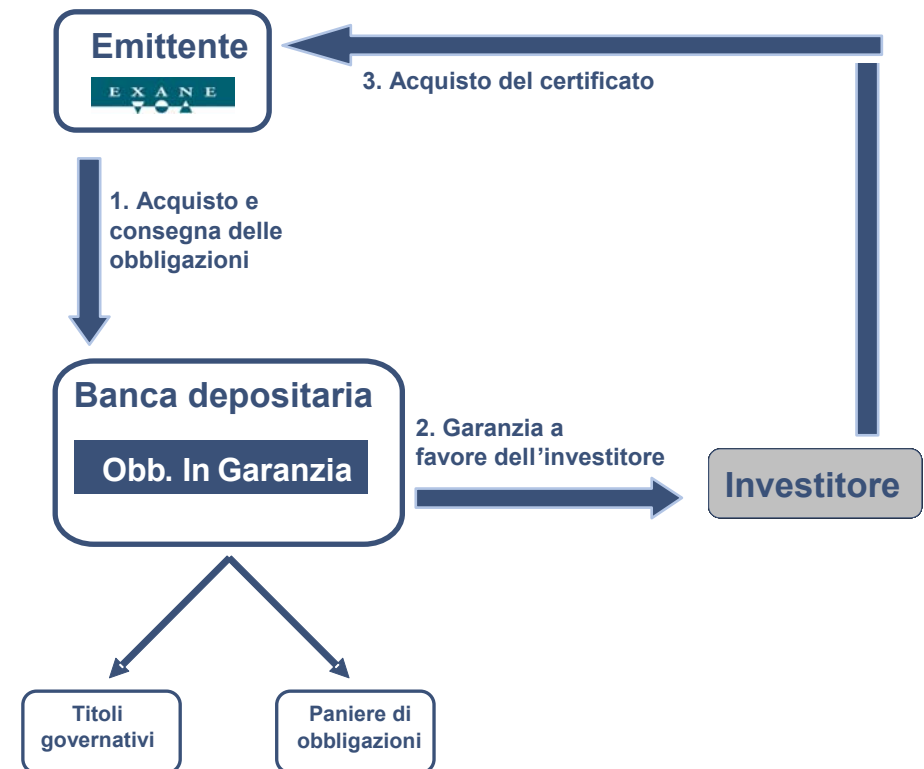 Emittente
EXANE
3. Acquisto del certificato
1. Acquisto e
consegna delle
obbligazioni
Banca depositaria
Obb. In Garanzia
2. Garanzia a
favore dell’investitore
Investitore
Titoli
governativi
Paniere di
obbligazioni